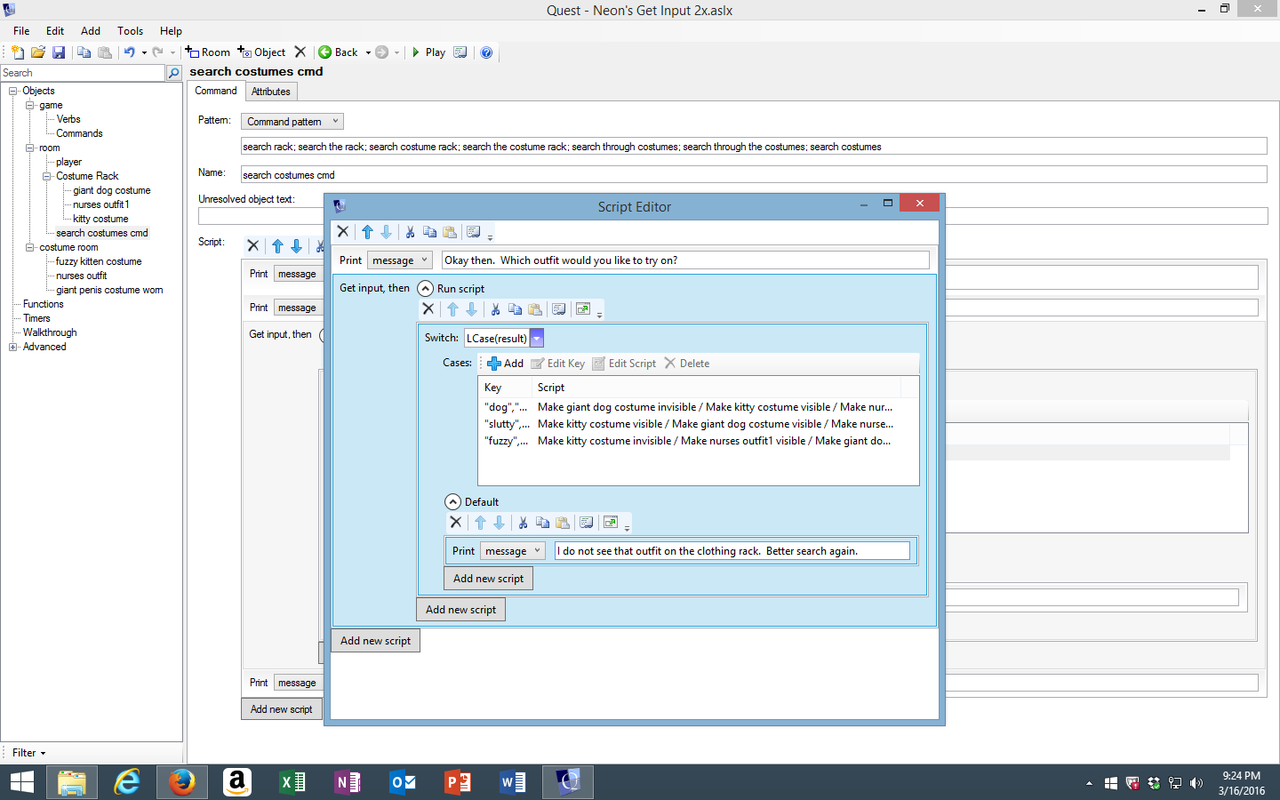 Quest - Neon's Get Input 2x.aslx
File Edit Add Tools Help
Room Object Back Play
Search
search costumes cmd
Objects
game
Verbs
Commands
room
player
Costume Rack
giant dog costume
nurses outfit1
kitty costume
search costumes cmd
costume room
fuzzy kitten costume
nurses outfit
giant penis costume worn
Functions
Timers
Walkthrough
Advanced
Filter
Command Attributes
Pattern: Command pattern
search rack; search the rack; search costume rack; search the costume rack; search through costumes; search through the costumes; search costumes
Name: search costumes cmd
Unresolved object text:
Script:
Print message
Print message
Get input, then
Print message
Add new script
Script Editor
Print message Okay then. Which outfit would you like to try on?
Get input, then Run script
Switch: LCase(result)
Cases: Add Edit Key Edit Script Delete
Key Script
"dog","... Make giant dog costume invisible / Make kitty costume visible / Make nur...
"slutty",... Make kitty costume visible / Make giant dog costume visible / Make nurse...
"fuzzy",... Make kitty costume invisible / Make nurses outfit1 visible / Make giant do...
Default
Print message I do not see that outfit on the clothing rack. Better search again.
Add new script
Add new script
Add new script
9:24 PM
3/16/2016